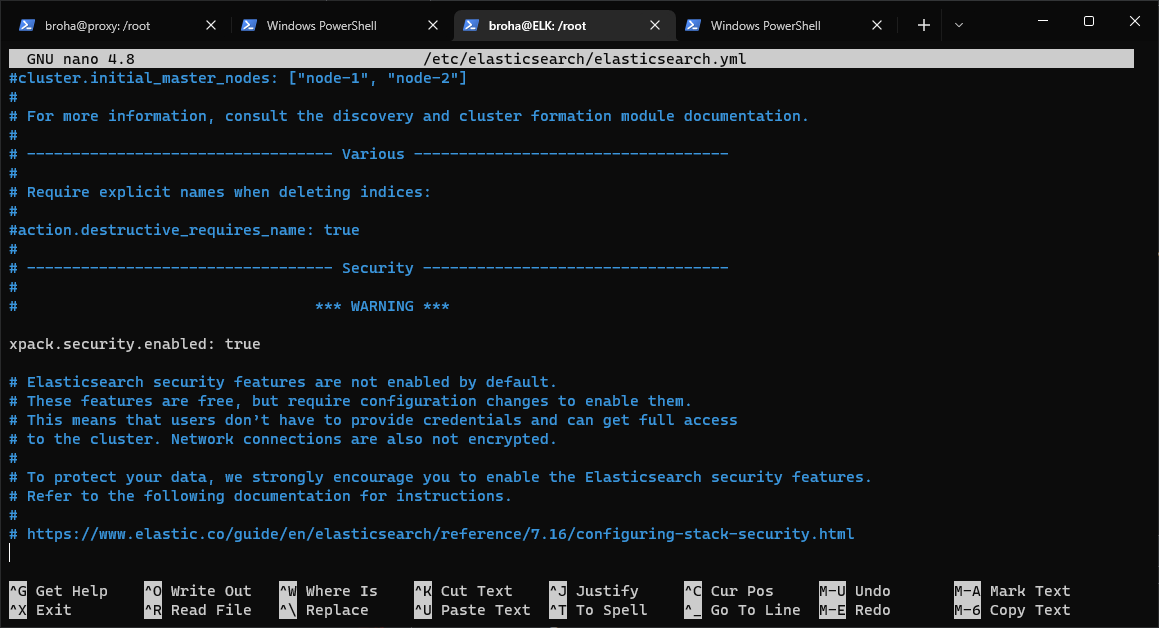 broha@proxy: /root
Windows PowerShell
broha@ELK: /root
Windows PowerShell
GNU nano 4.8 /etc/elasticsearch/elasticsearch.yml
#cluster.initial_master_nodes: ["node-1", "node-2"]
#
# For more information, consult the discovery and cluster formation module documentation.
#
# ---------------------------------- Various -----------------------------------
#
# Require explicit names when deleting indices:
#
#action.destructive_requires_name: true
#
# ---------------------------------- Security ----------------------------------
#
# *** WARNING ***
xpack.security.enabled: true
# Elasticsearch security features are not enabled by default.
# These features are free, but require configuration changes to enable them.
# This means that users don’t have to provide credentials and can get full access
# to the cluster. Network connections are also not encrypted.
#
# To protect your data, we strongly encourage you to enable the Elasticsearch security features.
# Refer to the following documentation for instructions.
#
# https://www.elastic.co/guide/en/elasticsearch/reference/7.16/configuring-stack-security.html
^G Get Help ^O Write Out ^W Where Is ^K Cut Text ^J Justify ^C Cur Pos M-U Undo M-A Mark Text
^X Exit ^R Read File ^\ Replace ^U Paste Text ^T To Spell ^_ Go To Line M-E Redo M-6 Copy Text